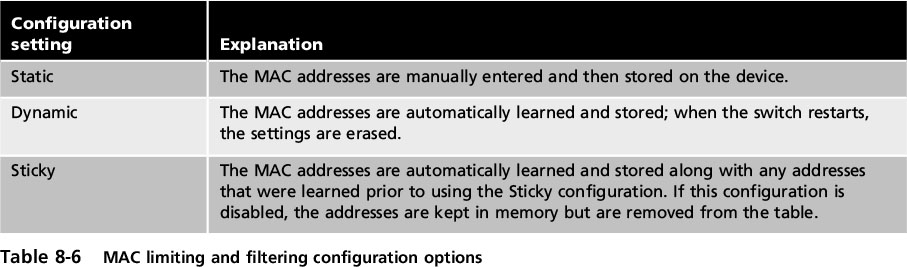 Configuration
setting
Explanation
Static
The MAC addresses are manually entered and then stored on the device.
Dynamic
The MAC addresses are automatically learned and stored; when the switch restarts,
the settings are erased.
Sticky
The MAC addresses are automatically learned and stored along with any addresses
that were learned prior to using the Sticky configuration. If this configuration is
disabled, the addresses are kept in memory but are removed from the table.
Table 8-6 MAC limiting and filtering configuration options